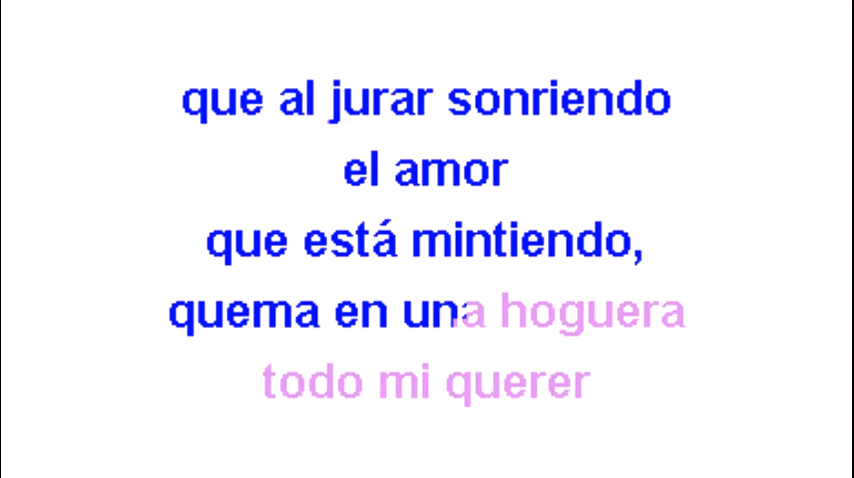 que al jurar sonriendo
el amor
que está mintiendo,
quema en una hoguera
todo mi querer